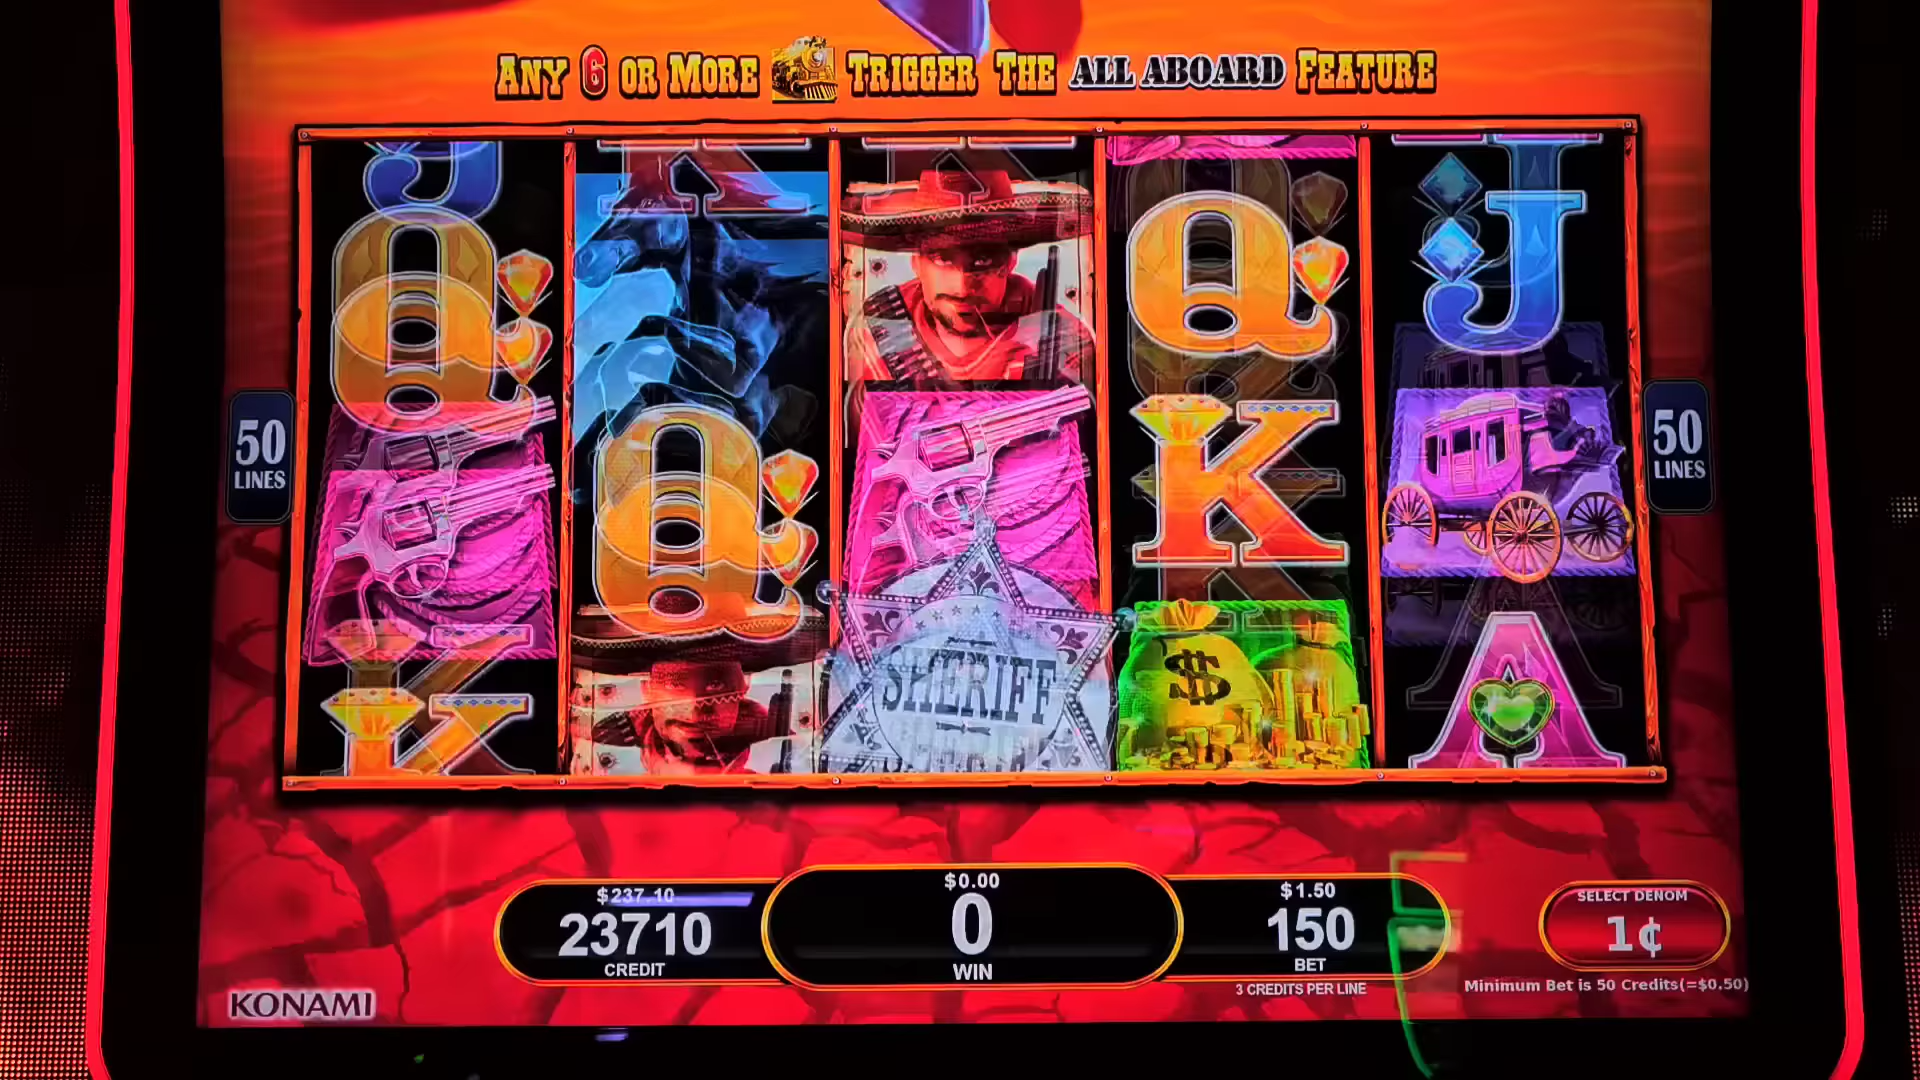 ANY 6 OR MORE TRIGGER THE ALL ABOARD FEATURE
J
K
Q
Q
J
50
LINES
50
LINES
Q
K
SHERIFF
$
K
A
$237.10
23710
CREDIT
$0.00
0
WIN
$1.50
150
BET
3 CREDITS PER LINE
SELECT DENOM
1¢
Minimum Bet is 50 Credits(=$0.50)
KONAMI